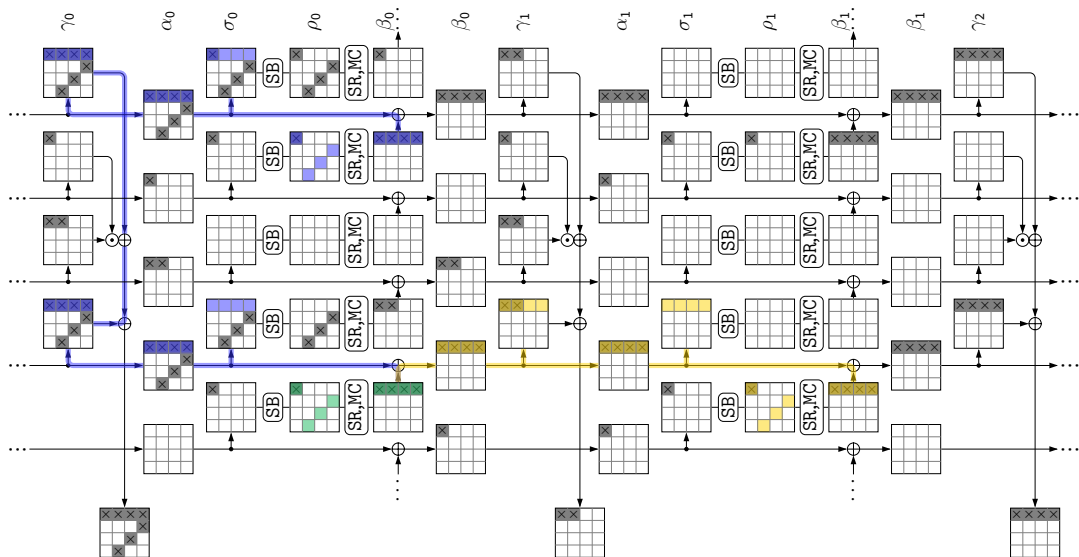 γ₀ α₀ σ₀ ρ₀ β₀ β₀ γ₁ α₁ σ₁ ρ₁ β₁ β₁ γ₂
SB SR,MC SB SR,MC
SB SR,MC SB SR,MC
SB SR,MC SB SR,MC
SB SR,MC SB SR,MC
SB SR,MC SB SR,MC